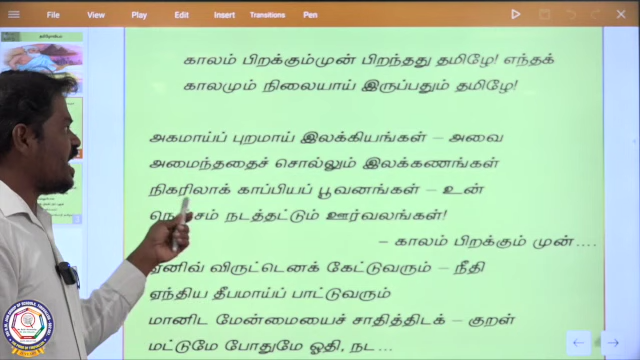 File View Play Edit Insert Transitions Pen
காலம் பிறக்கும்முன் பிறந்தது தமிழே! எந்தக்
காலமும் நிலையாய் இருப்பதும் தமிழே!
அகமாய்ப் புறமாய் இலக்கியங்கள் – அவை
அமைந்ததைச் சொல்லும் இலக்கணங்கள்
நிகரிலாக் காப்பியப் பூவனங்கள் – உன்
நடத்தட்டும் ஊர்வலங்கள்!
– காலம் பிறக்கும் முன்....
விருட்டெனக் கேட்டுவரும் – நீதி
ஏந்திய தீபமாய்ப் பாட்டுவரும்
மானிட மேன்மையைச் சாதித்திடக் – குறள்
மட்டுமே போதுமே ஓதி, நட...